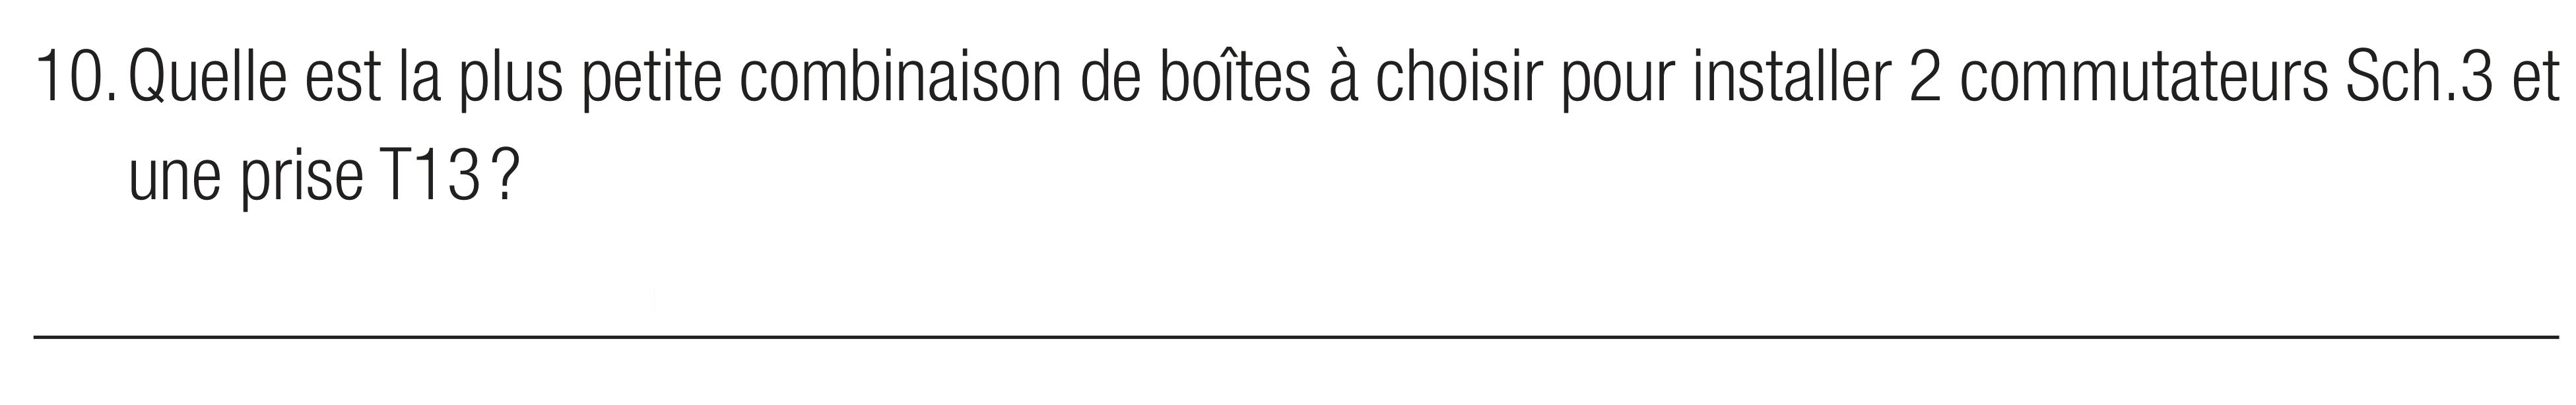 10. Quelle est la plus petite combinaison de boîtes à choisir pour installer 2 commutateurs Sch.3 et
une prise T13 ?